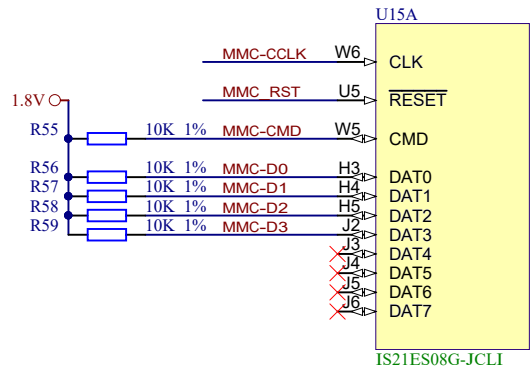 U15A
MMC-CCLK W6 CLK
MMC_RST U5 RESET
1.8V
R55 10K 1% MMC-CMD W5 CMD
R56 10K 1% MMC-D0 H3 DAT0
R57 10K 1% MMC-D1 H4 DAT1
R58 10K 1% MMC-D2 H5 DAT2
R59 10K 1% MMC-D3 J2 DAT3
J3 DAT4
J4 DAT5
J5 DAT6
J6 DAT7
IS21ES08G-JCLI